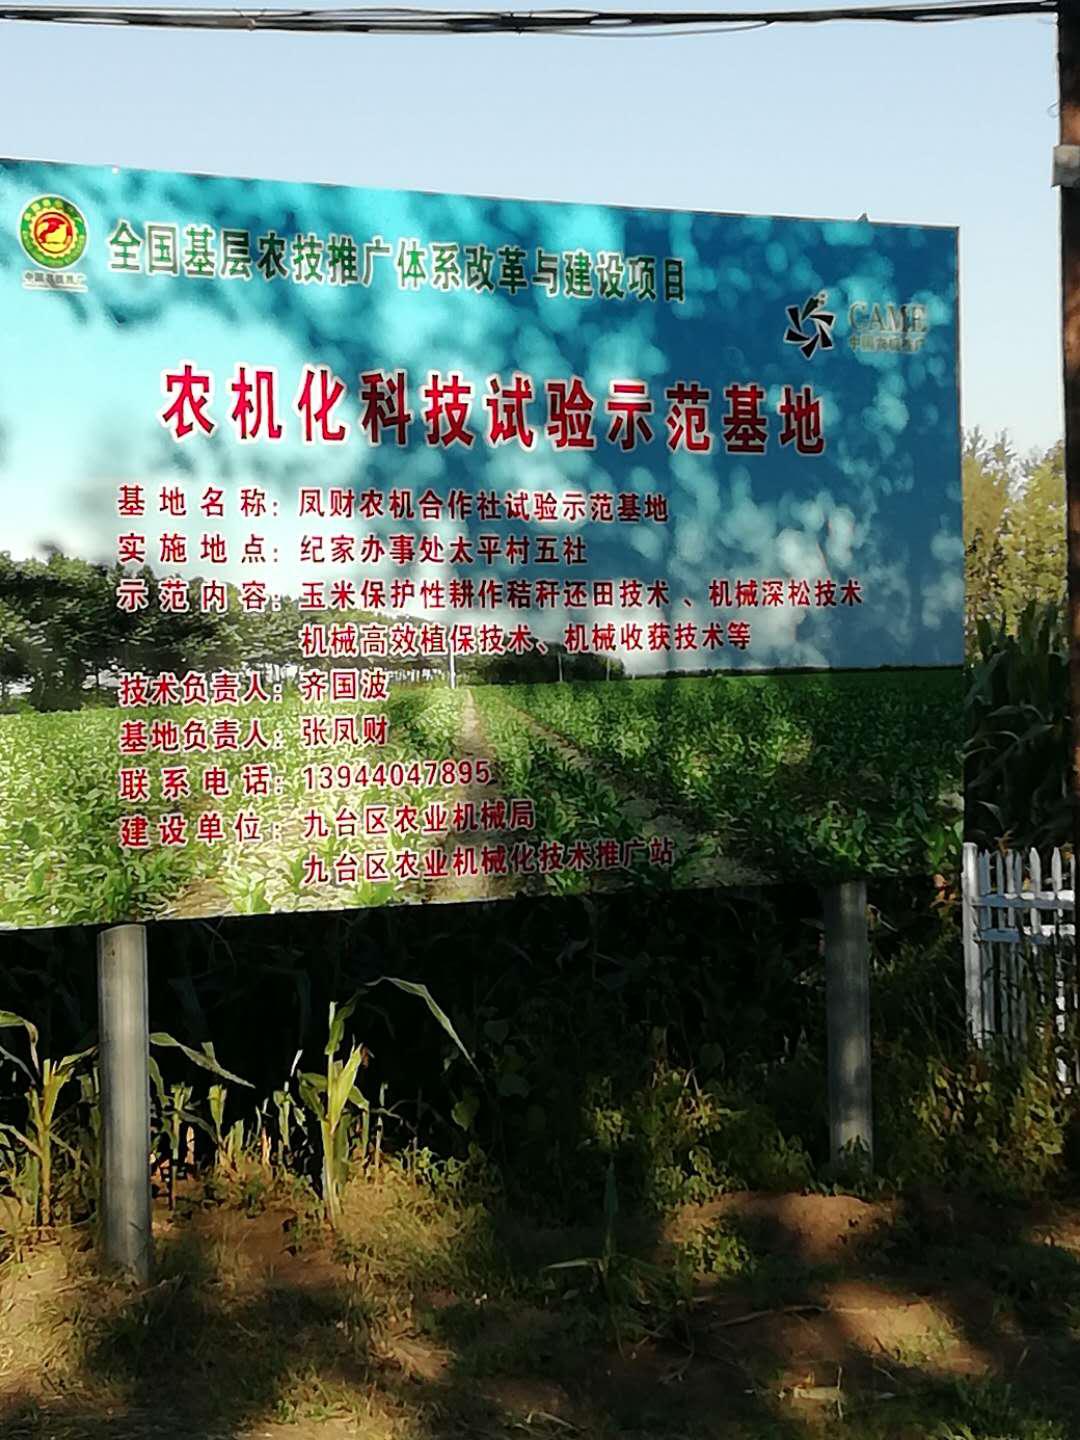 全国基层农技推广体系改革与建设项目
CAME
农机化科技试验示范基地
基地名称：凤财农机合作社试验示范基地
实施地点：纪家办事处太平村五社
示范内容：玉米保护性耕作秸秆还田技术、机械深松技术
机械高效植保技术、机械收获技术等
技术负责人：齐国波
基地负责人：张凤财
联系电话：13944047895
建设单位：九台区农业机械局
九台区农业机械化技术推广站